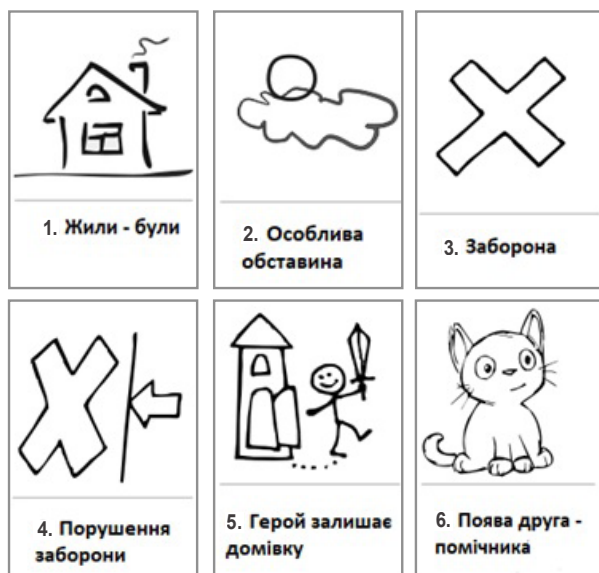 1. Жили - були
2. Особлива
обставина
3. Заборона
4. Порушення
заборони
5. Герой залишає
домівку
6. Поява друга -
помічника